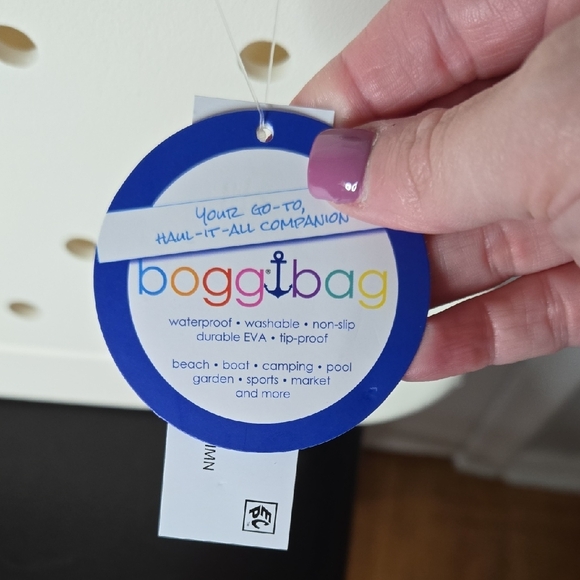 YOUR GO-TO,
HAUL-IT-ALL COMPANION
bogg® bag
waterproof • washable • non-slip
durable EVA • tip-proof
beach • boat • camping • pool
garden • sports • market
and more